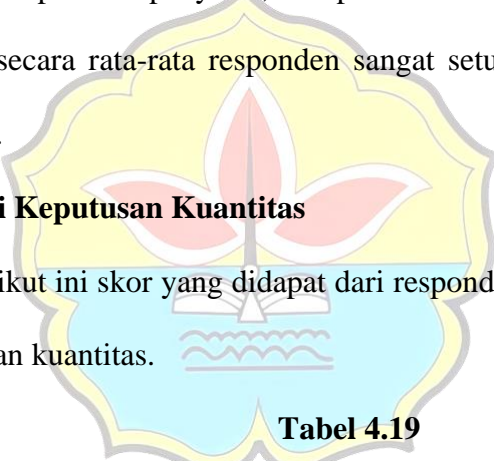 secara rata-rata responden sangat setu
i Keputusan Kuantitas
ikut ini skor yang didapat dari respond
an kuantitas.
Tabel 4.19